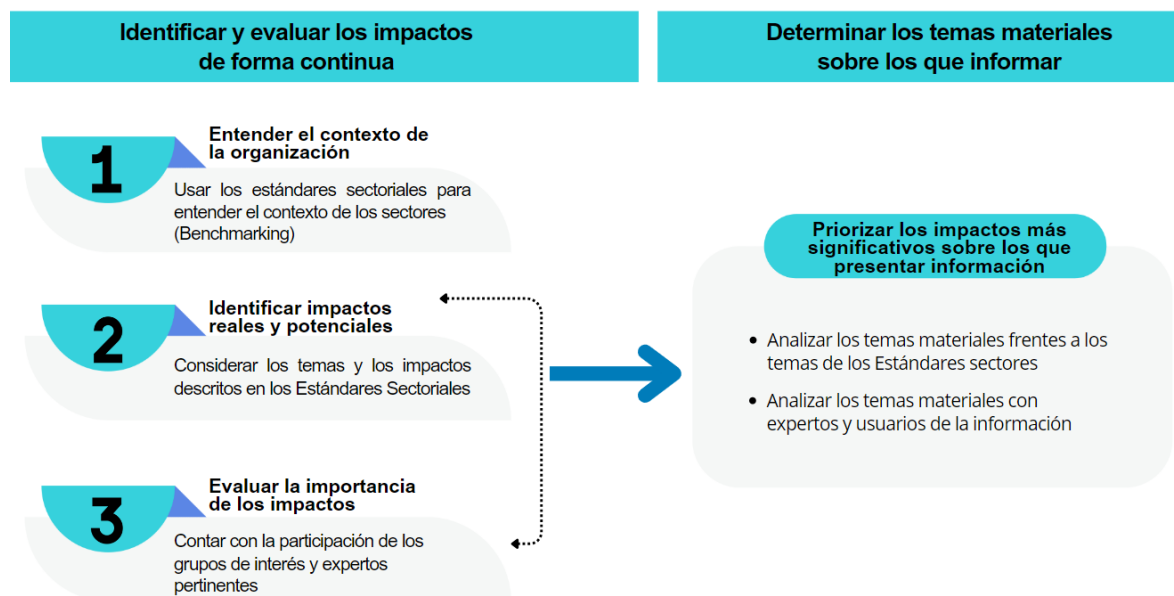 Identificar y evaluar los impactos
de forma continua
1
Entender el contexto de
la organización
Usar los estándares sectoriales para
entender el contexto de los sectores
(Benchmarking)
2
Identificar impactos
reales y potenciales
Considerar los temas y los impactos
descritos en los Estándares Sectoriales
3
Evaluar la importancia
de los impactos
Contar con la participación de los
grupos de interés y expertos
pertinentes
Determinar los temas materiales
sobre los que informar
Priorizar los impactos más
significativos sobre los que
presentar información
• Analizar los temas materiales frentes a los
temas de los Estándares sectores
• Analizar los temas materiales con
expertos y usuarios de la información